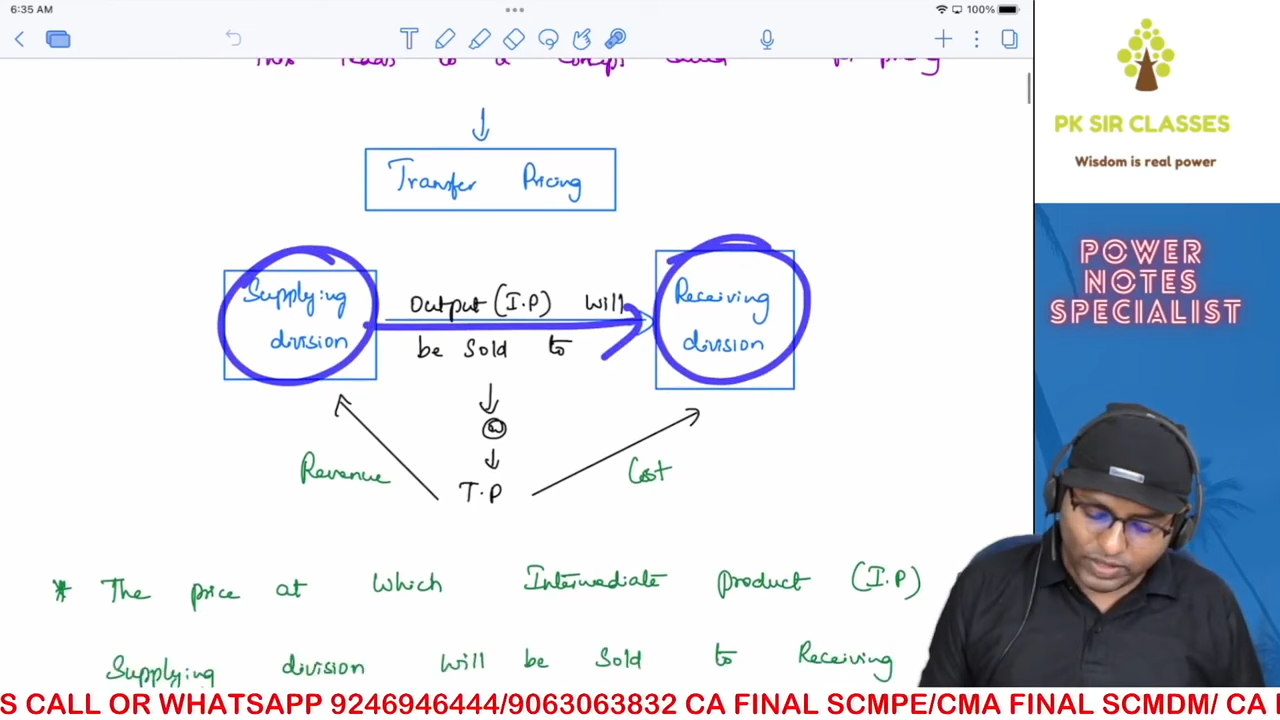 6:35 AM
100%
PK SIR CLASSES
Wisdom is real power
Transfer Pricing
POWER
NOTES
SPECIALIST
Supplying
division
Output (I.P) will
be Sold to
Receiving
division
Revenue
T.P
Cost
* The price at which Intermediate product (I.P)
Supplying division will be Sold to Receiving
S CALL OR WHATSAPP 9246946444/9063063832 CA FINAL SCMPE/CMA FINAL SCMDM/ CA